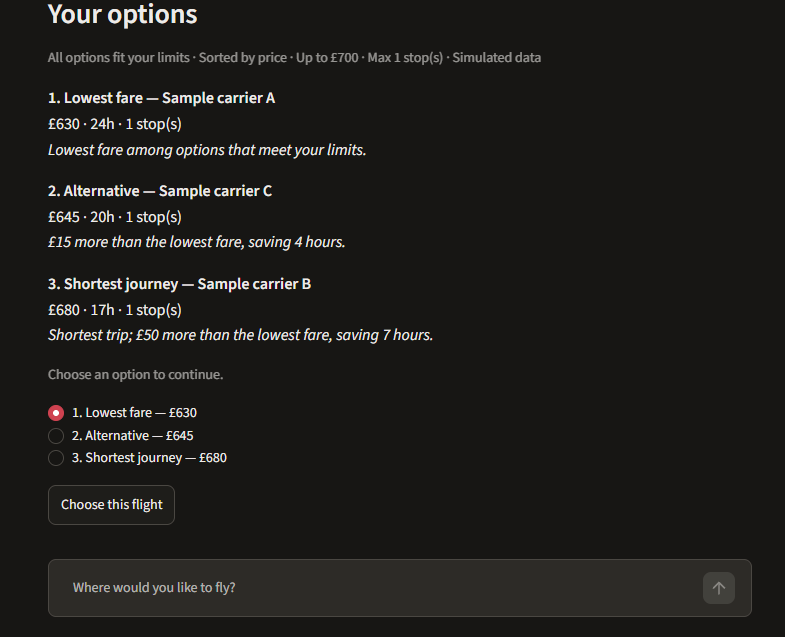 Your options
All options fit your limits · Sorted by price · Up to £700 · Max 1 stop(s) · Simulated data
1. Lowest fare — Sample carrier A
£630 · 24h · 1 stop(s)
Lowest fare among options that meet your limits.
2. Alternative — Sample carrier C
£645 · 20h · 1 stop(s)
£15 more than the lowest fare, saving 4 hours.
3. Shortest journey — Sample carrier B
£680 · 17h · 1 stop(s)
Shortest trip; £50 more than the lowest fare, saving 7 hours.
Choose an option to continue.
1. Lowest fare — £630
2. Alternative — £645
3. Shortest journey — £680
Choose this flight
Where would you like to fly?